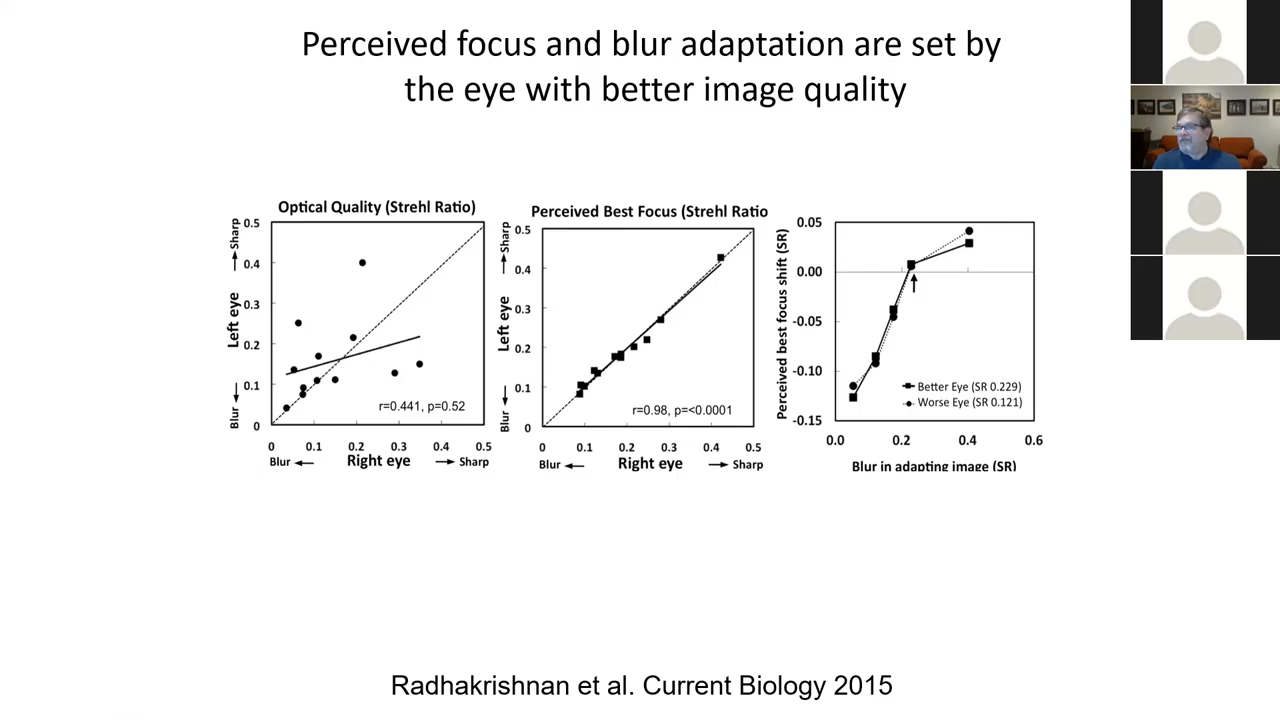 Perceived focus and blur adaptation are set by
the eye with better image quality
Optical Quality (Strehl Ratio)
0.5
0.4
0.3
0.2
0.1
0
Blur
Left eye
Sharp
r=0.441, p=0.52
0 0.1 0.2 0.3 0.4 0.5
Blur Right eye Sharp
Perceived Best Focus (Strehl Ratio
0.5
0.4
0.3
0.2
0.1
0
Blur
Left eye
Sharp
r=0.98, p=<0.0001
0 0.1 0.2 0.3 0.4 0.5
Blur Right eye Sharp
Perceived best focus shift (SR)
0.05
0.00
-0.05
-0.10
-0.15
Better Eye (SR 0.229)
Worse Eye (SR 0.121)
0.0 0.2 0.4 0.6
Blur in adapting image (SR)
Radhakrishnan et al. Current Biology 2015